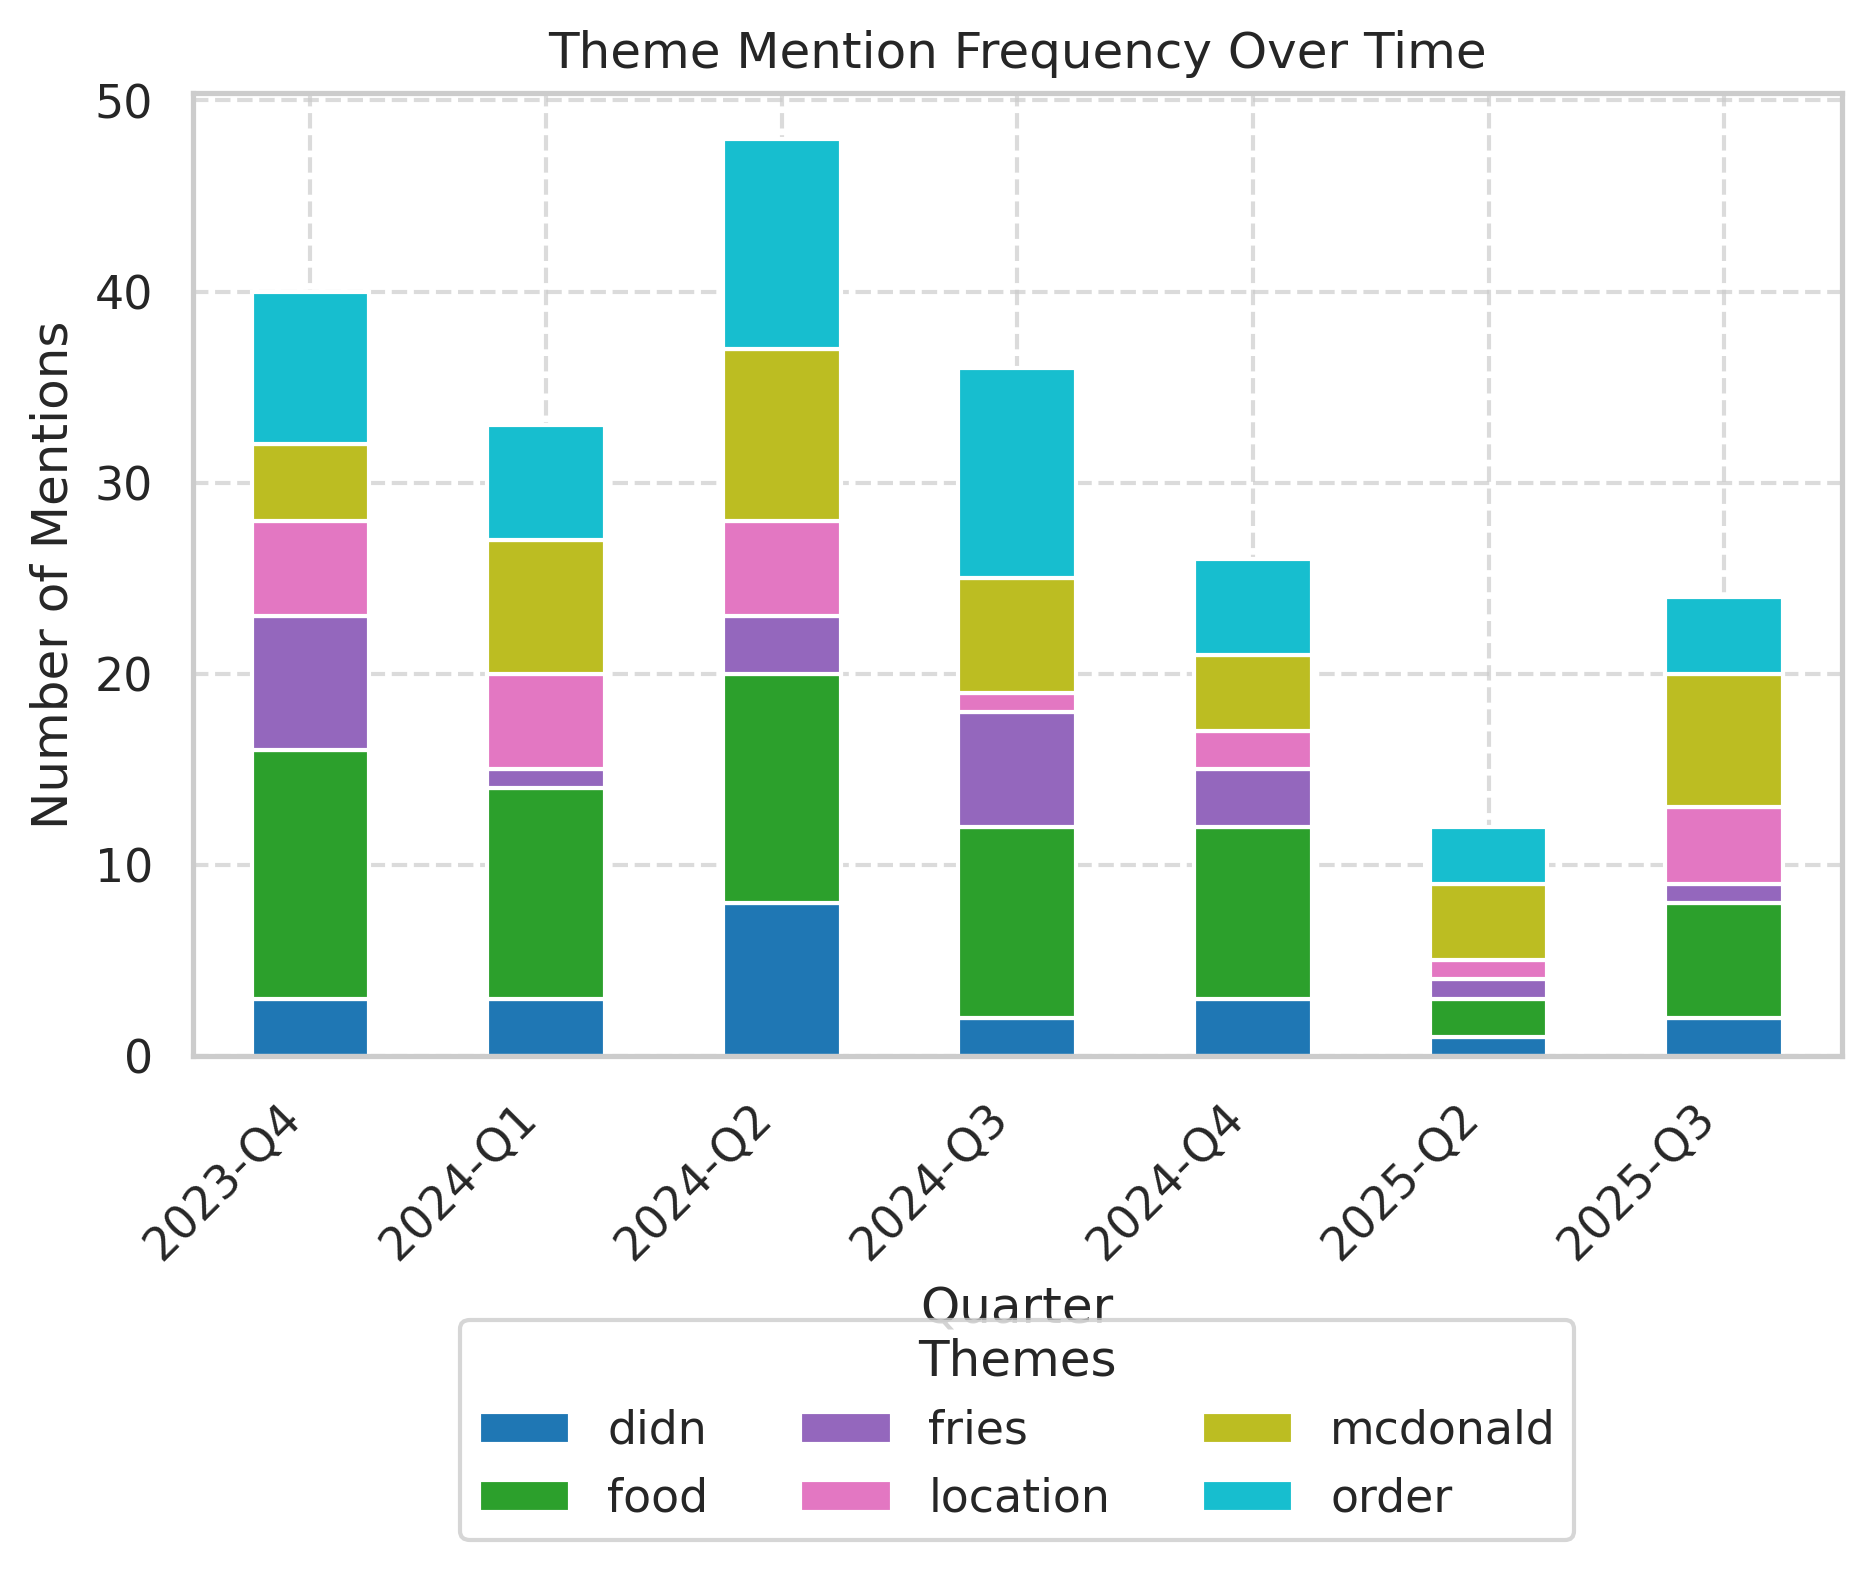 Theme Mention Frequency Over Time
Number of Mentions
50
40
30
20
10
0
2023-Q4
2024-Q1
2024-Q2
2024-Q3
2024-Q4
2025-Q2
2025-Q3
Quarter
Themes
didn
fries
mcdonald
food
location
order